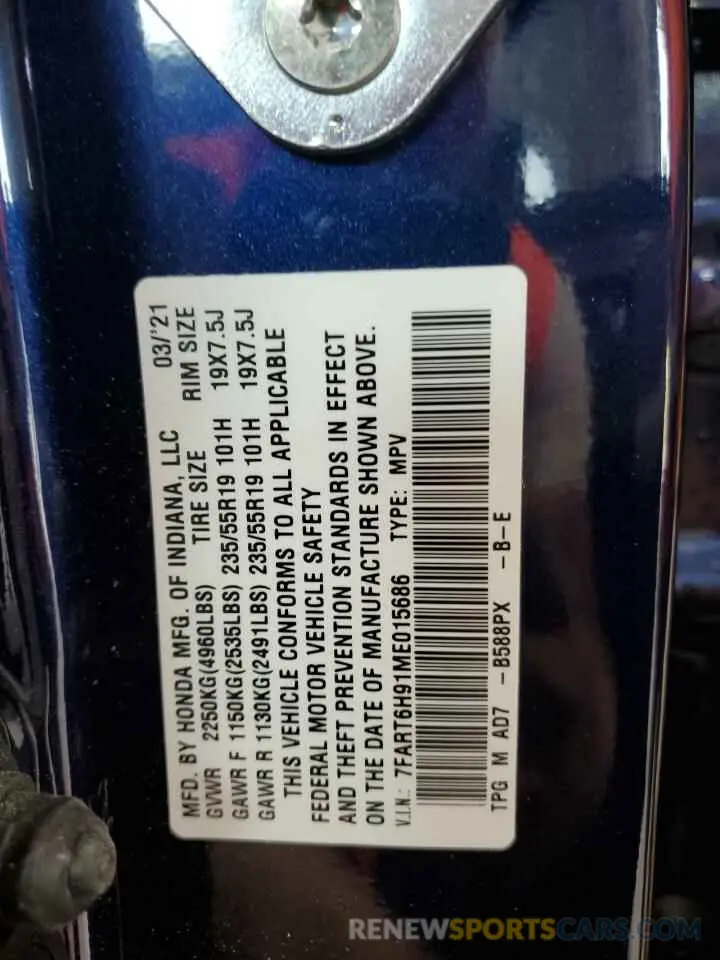 MFD. BY HONDA MFG. OF INDIANA, LLC 03/'21
GVWR 2250KG(4960LBS) TIRE SIZE RIM SIZE
GAWR F 1150KG(2535LBS) 235/55R19 101H 19X7.5J
GAWR R 1130KG(2491LBS) 235/55R19 101H 19X7.5J
THIS VEHICLE CONFORMS TO ALL APPLICABLE
FEDERAL MOTOR VEHICLE SAFETY
AND THEFT PREVENTION STANDARDS IN EFFECT
ON THE DATE OF MANUFACTURE SHOWN ABOVE.
V.I.N.: 7FART6H91ME015686 TYPE: MPV
TPG M AD7 -B588PX -B-E
RENEWSPORTSCARS.COM